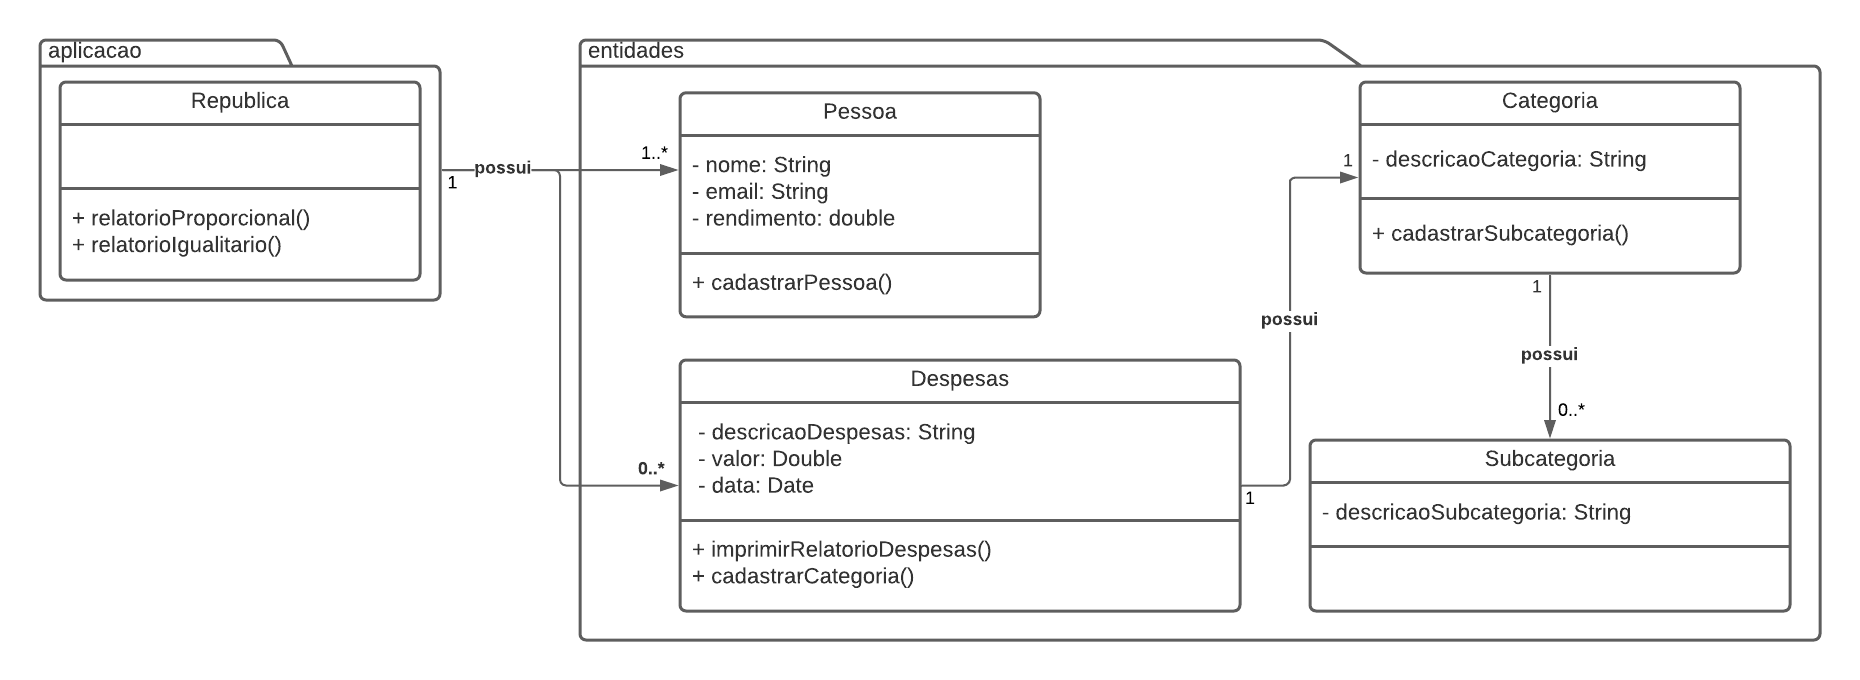 aplicacao
Republica
+ relatorioProporcional()
+ relatorioIgualitario()
possui
1
1..*
0..*
entidades
Pessoa
- nome: String
- email: String
- rendimento: double
+ cadastrarPessoa()
Despesas
- descricaoDespesas: String
- valor: Double
- data: Date
+ imprimirRelatorioDespesas()
+ cadastrarCategoria()
1
possui
1
Categoria
- descricaoCategoria: String
+ cadastrarSubcategoria()
1
possui
0..*
Subcategoria
- descricaoSubcategoria: String